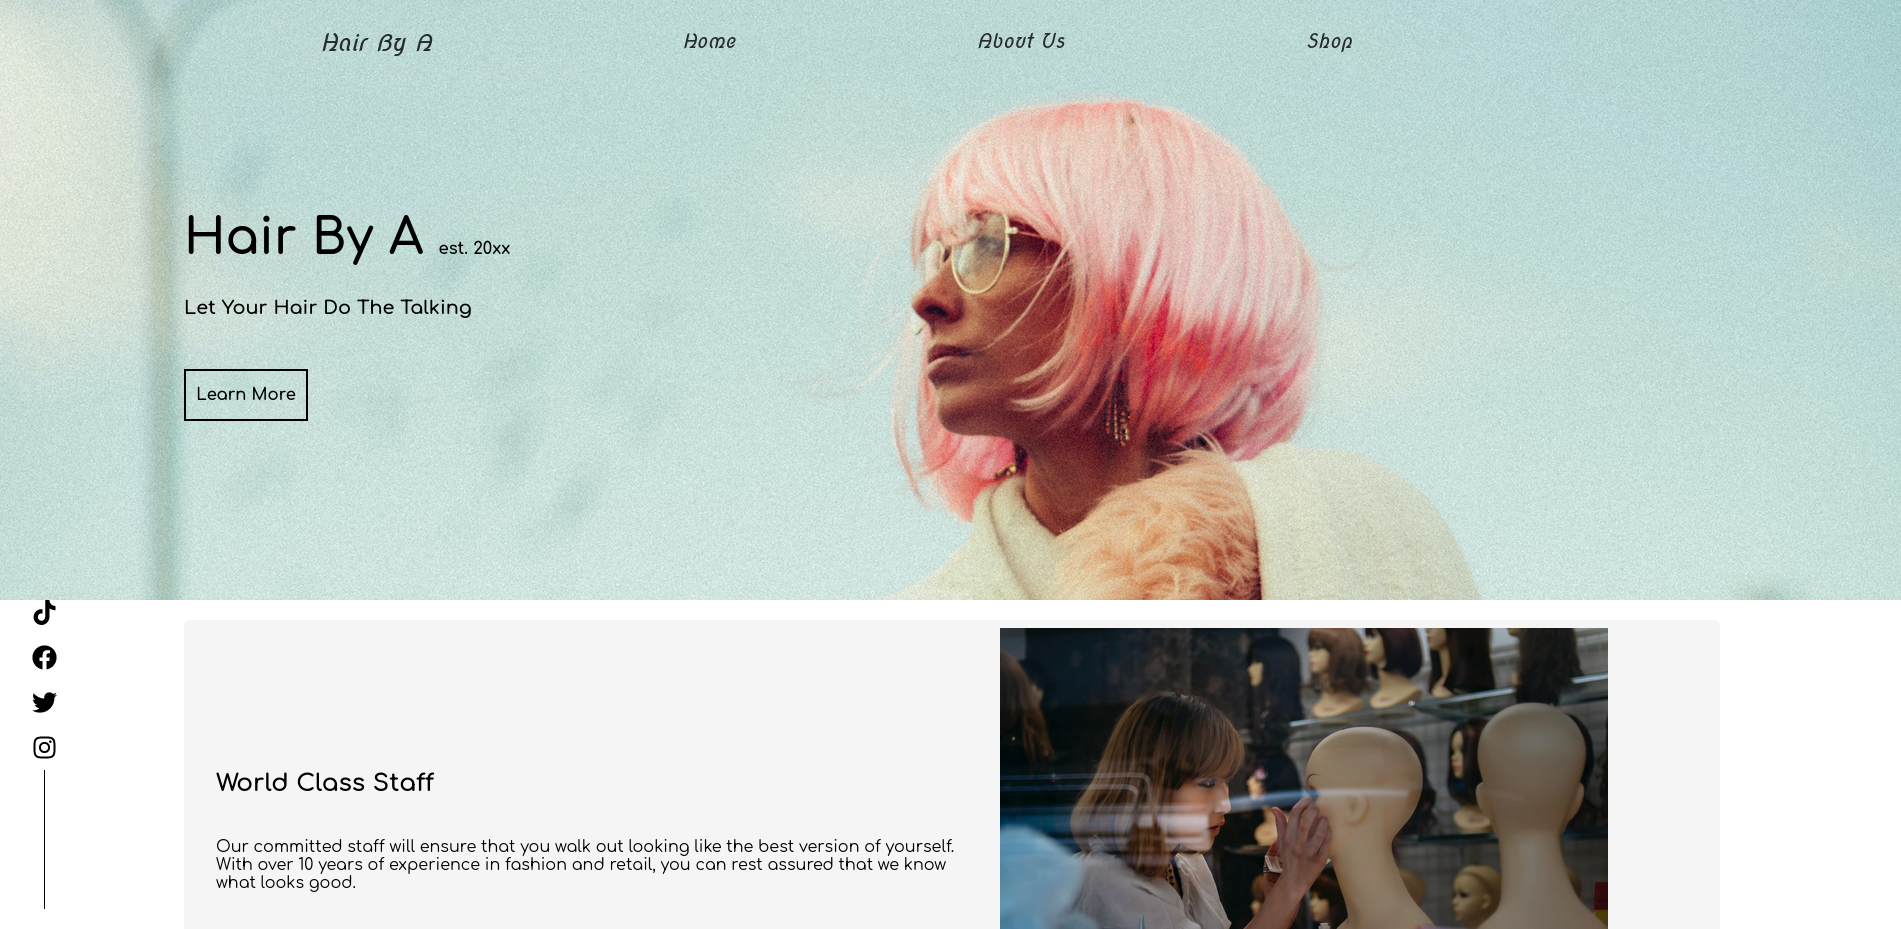 Hair By A
Home
About Us
Shop
Hair By A est. 20xx
Let Your Hair Do The Talking
Learn More
World Class Staff
Our committed staff will ensure that you walk out looking like the best version of yourself.
With over 10 years of experience in fashion and retail, you can rest assured that we know
what looks good.